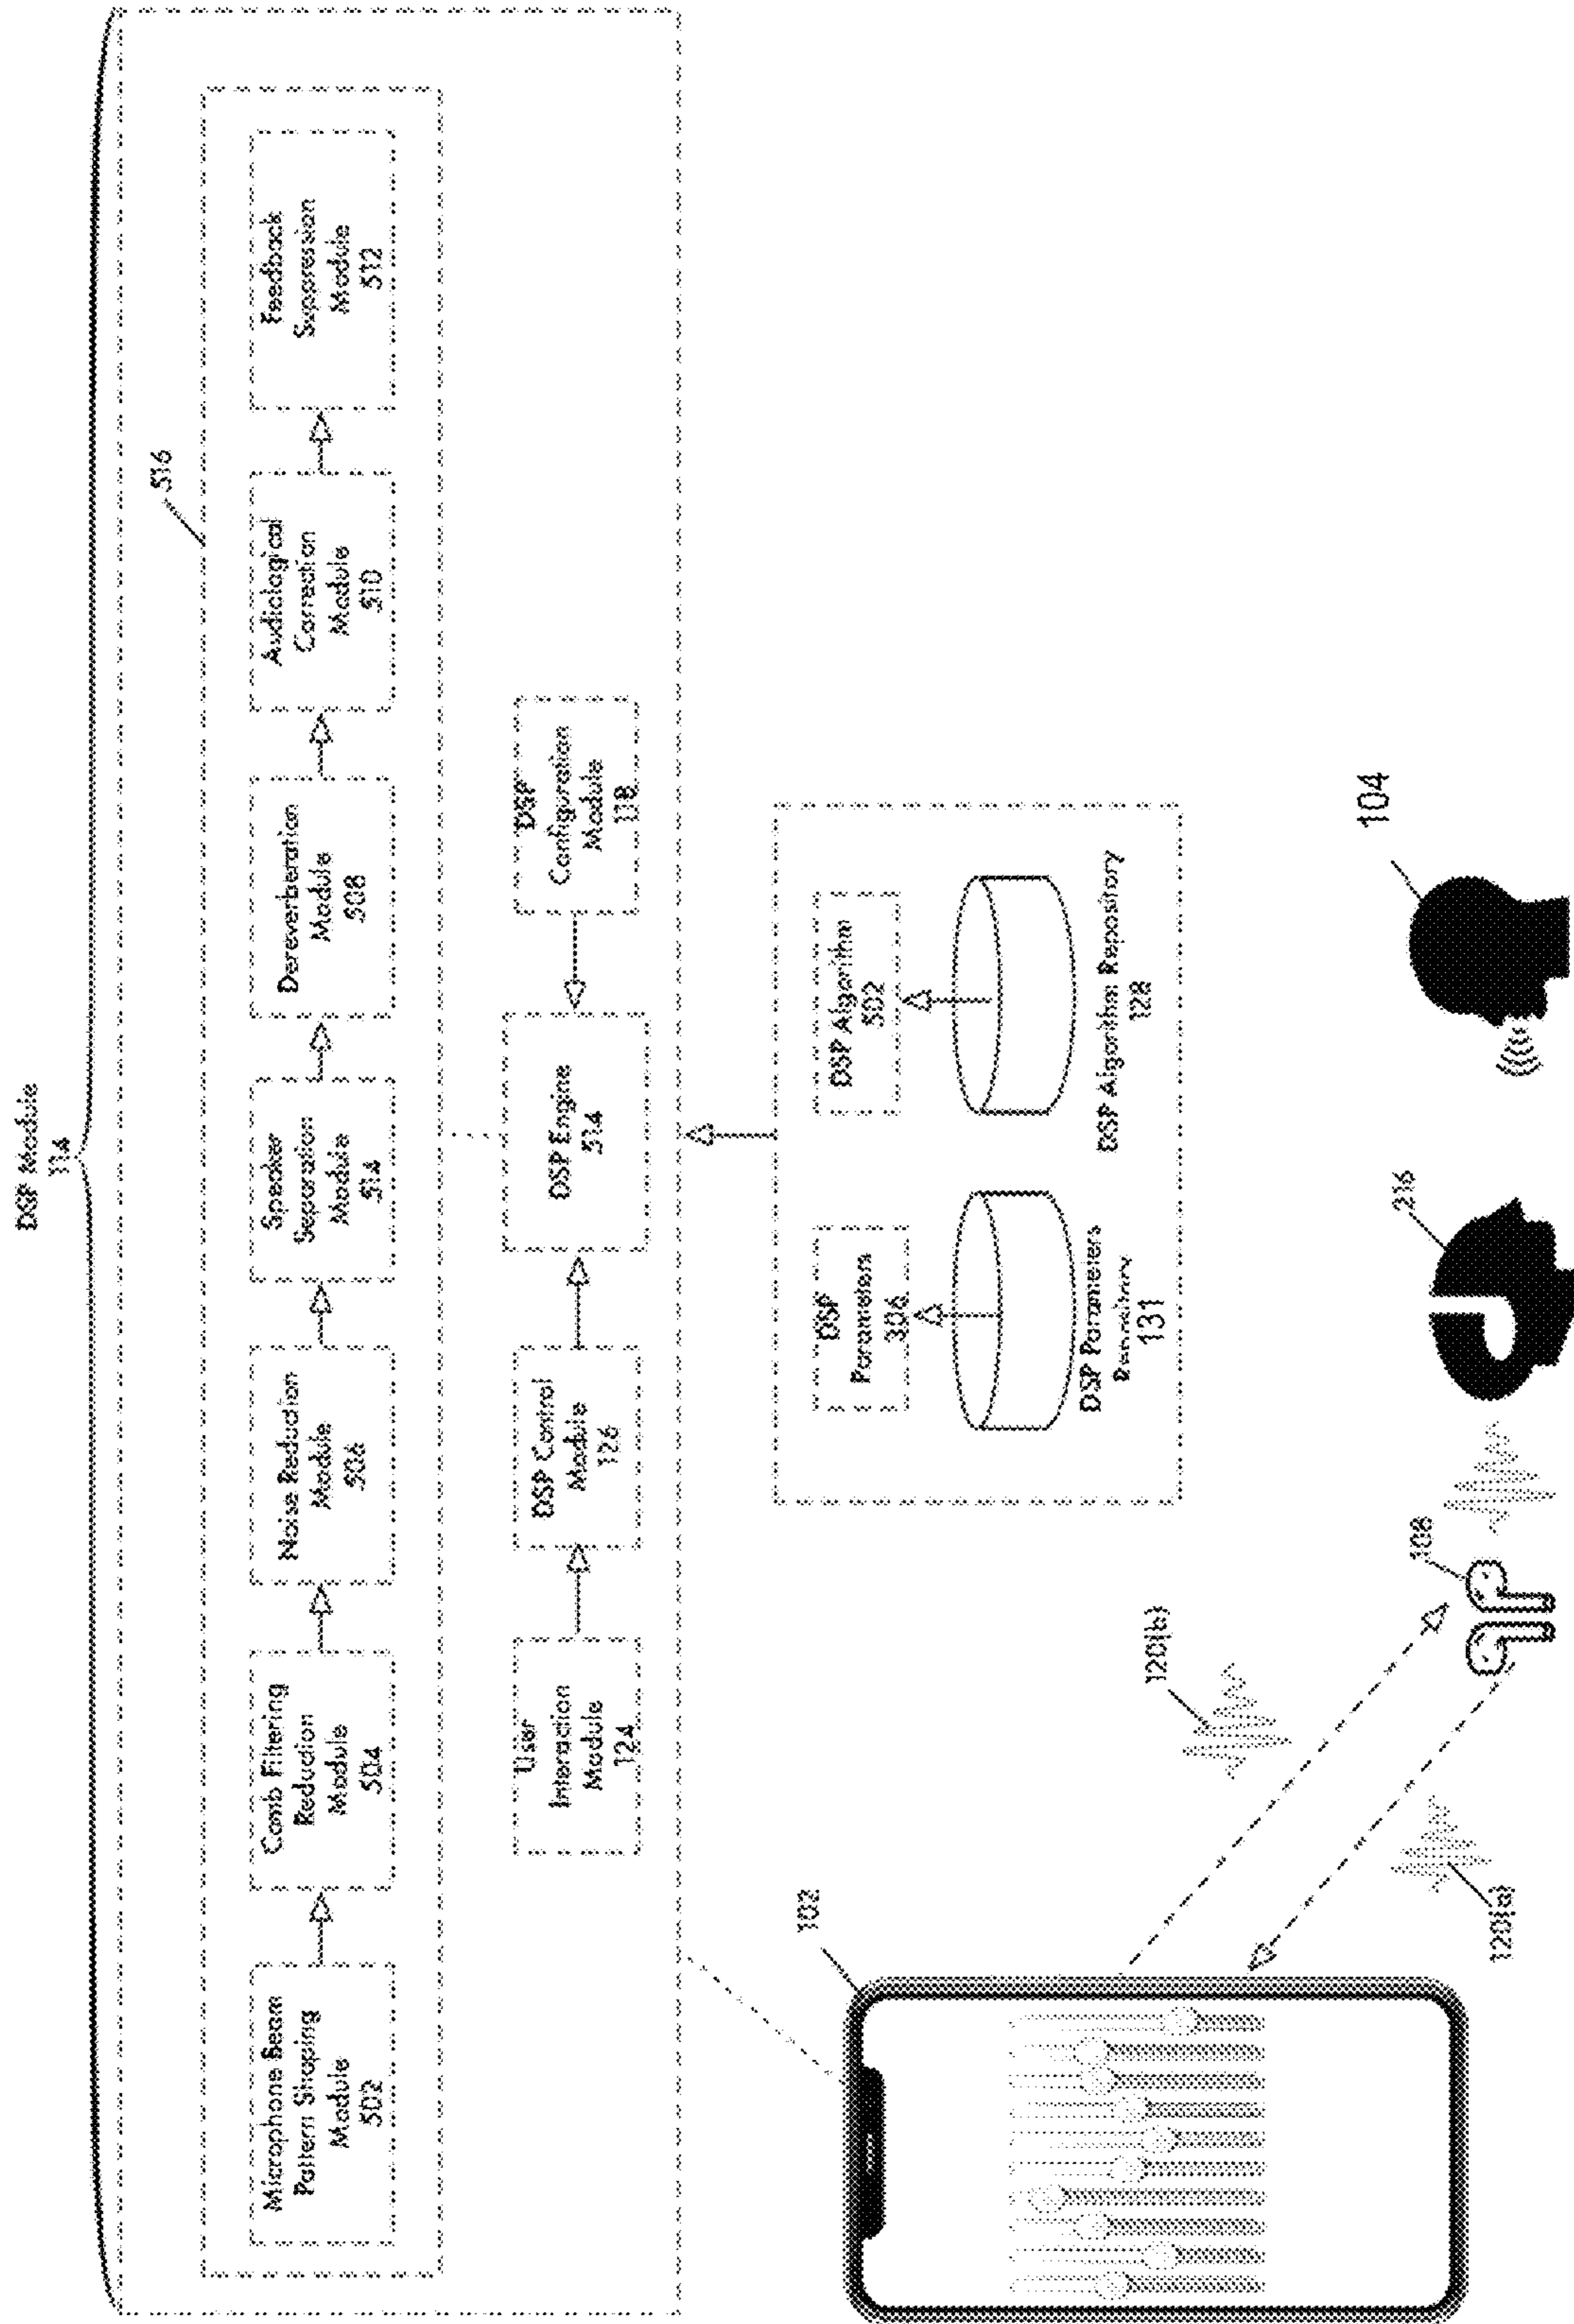 DSP Module
114
516
Microphone Beam
Pattern Shaping
Module
502
Comb Filtering
Reduction
Module
504
Noise Reduction
Module
506
Speaker
Separation
Module
514
Dereverberation
Module
508
Audiological
Correction
Module
510
Feedback
Suppression
Module
512
User
Interaction
Module
124
DSP Control
Module
126
DSP Engine
514
DSP
Configuration
Module
118
DSP
Parameters
306
DSP Parameters
Repository
131
DSP Algorithm
502
DSP Algorithm Repository
128
102
120(b)
120(a)
108
216
104